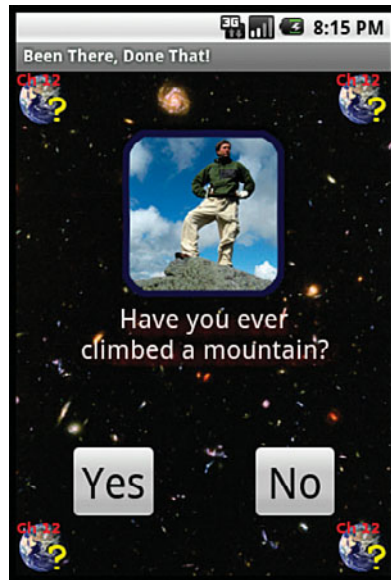 3G 8:15 PM
Been There, Done That!
Ch 12 Ch 12
?
?
Have you ever
climbed a mountain?
Yes No
Ch 12 Ch 12
?
?